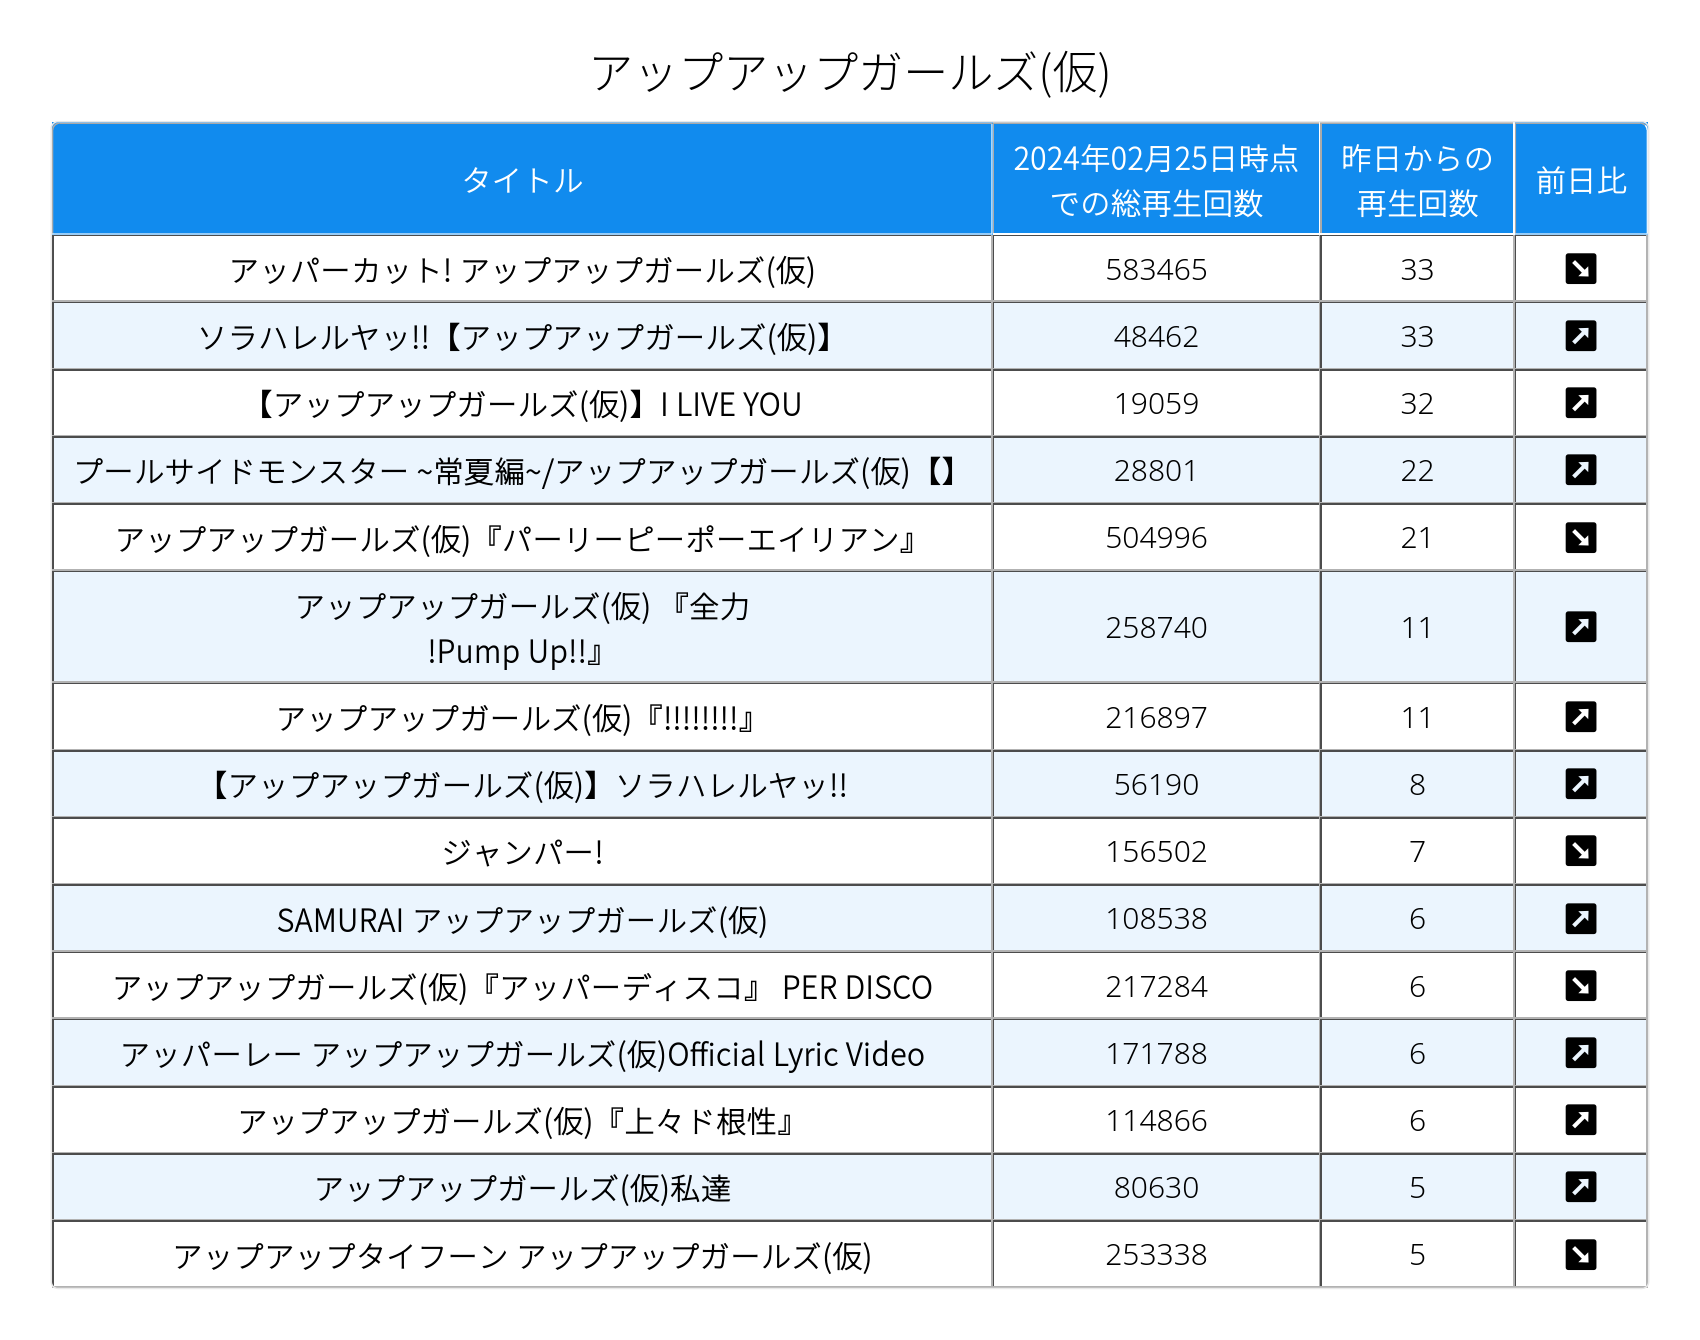 アップアップガールズ(仮)
タイトル
2024年02月25日時点
での総再生回数
昨日からの
再生回数
前日比
アッパーカット! アップアップガールズ(仮) 583465 33
ソラハレルヤッ!!【アップアップガールズ(仮)】 48462 33
【アップアップガールズ(仮)】I LIVE YOU 19059 32
プールサイドモンスター ~常夏編~/アップアップガールズ(仮)【】 28801 22
アップアップガールズ(仮)『パーリーピーポーエイリアン』 504996 21
アップアップガールズ(仮) 『全力
!Pump Up!!』 258740 11
アップアップガールズ(仮)『!!!!!!!!』 216897 11
【アップアップガールズ(仮)】ソラハレルヤッ!! 56190 8
ジャンパー! 156502 7
SAMURAI アップアップガールズ(仮) 108538 6
アップアップガールズ(仮)『アッパーディスコ』 PER DISCO 217284 6
アッパーレー アップアップガールズ(仮)Official Lyric Video 171788 6
アップアップガールズ(仮)『上々ド根性』 114866 6
アップアップガールズ(仮)私達 80630 5
アップアップタイフーン アップアップガールズ(仮) 253338 5